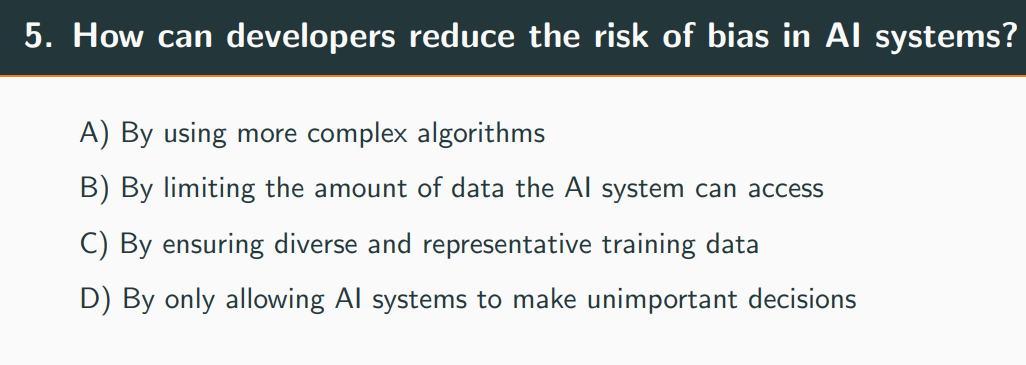 5. How can developers reduce the risk of bias in AI systems?
A) By using more complex algorithms
B) By limiting the amount of data the AI system can access
C) By ensuring diverse and representative training data
D) By only allowing AI systems to make unimportant decisions